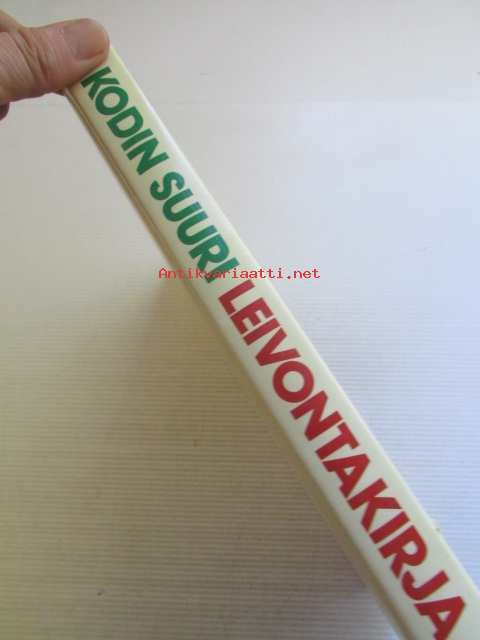 KODIN SUURI LEIVONTAKIRJA
Antikvariaatti.net